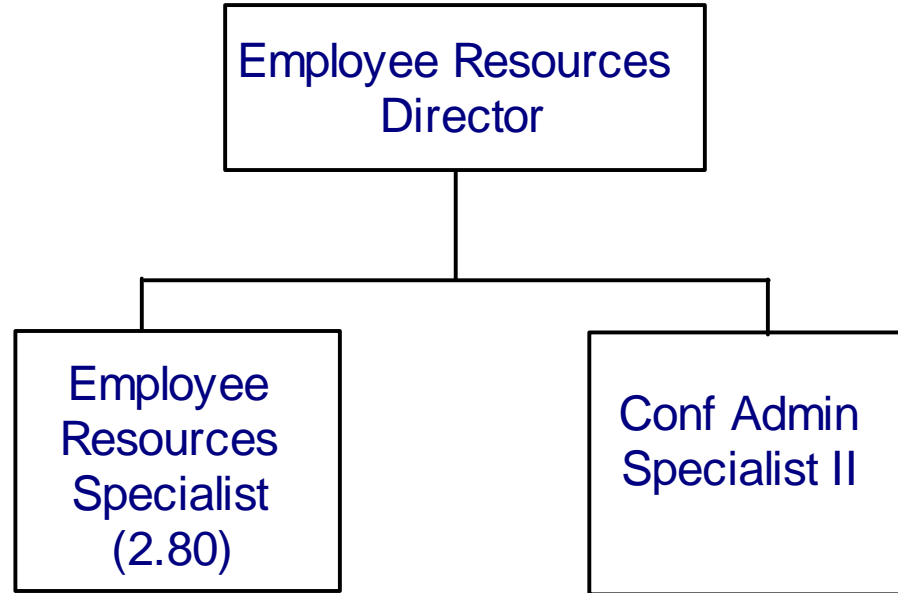 Employee Resources
Director
Employee
Resources
Specialist
(2.80)
Conf Admin
Specialist II